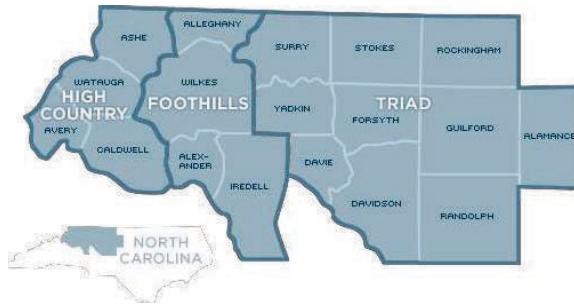 ALLEGHANY
ASHE
SURRY
STOKES
ROCKINGHAM
WATAUGA
WILKES
HIGH
COUNTRY
FOOTHILLS
YADKIN
TRIAD
FORSYTH
AVERY
GUILFORD
ALAMANCE
CALDWELL
ALEX-
ANDER
DAVIE
IREDELL
DAVIDSON
RANDOLPH
NORTH
CAROLINA